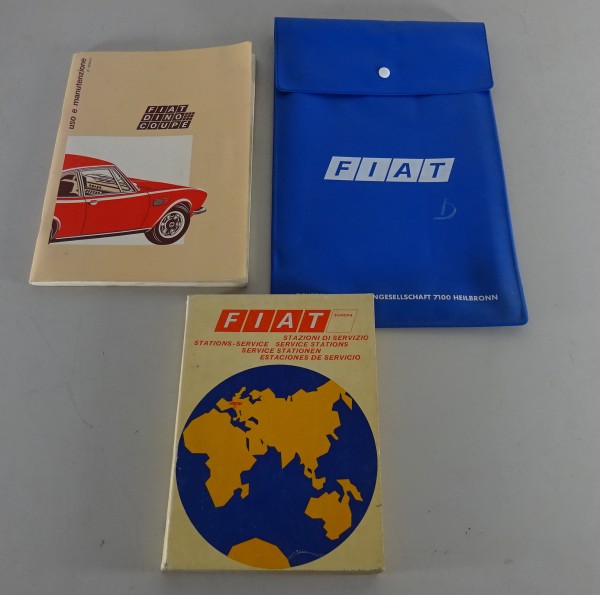 uso e manutenzione
FIAT
DINO
COUPÉ
FIAT
NGESELLSCHAFT 7100 HEILBRONN
FIAT EUROPA
STAZIONI DI SERVIZIO
STATIONS-SERVICE SERVICE STATIONS
SERVICE STATIONEN
ESTACIONES DE SERVICIO